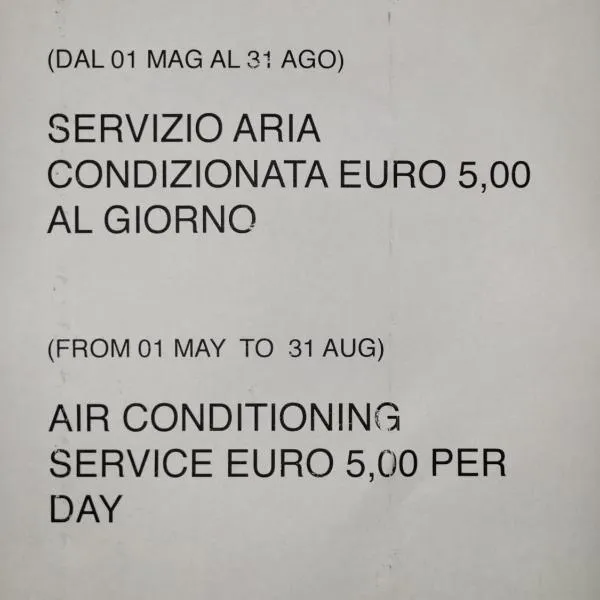 (DAL 01 MAG AL 31 AGO)
SERVIZIO ARIA
CONDIZIONATA EURO 5,00
AL GIORNO
(FROM 01 MAY TO 31 AUG)
AIR CONDITIONING
SERVICE EURO 5,00 PER
DAY